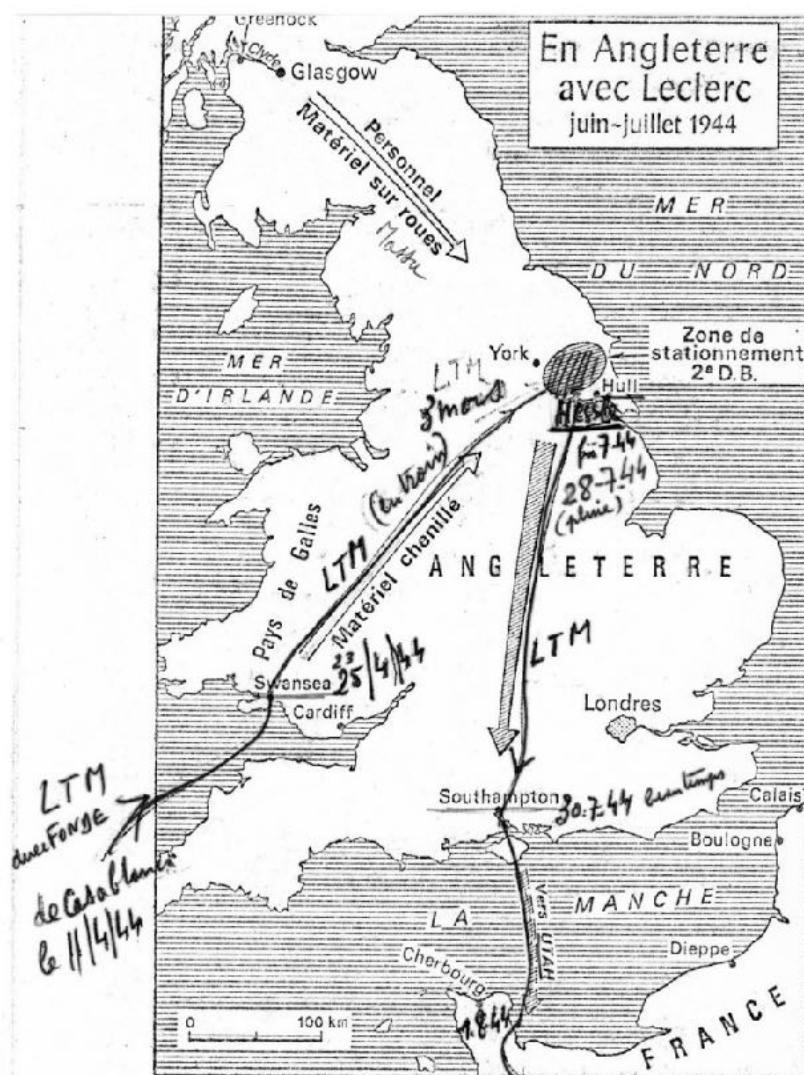 Greenock
Clyde
Glasgow
En Angleterre
avec Leclerc
juin-juillet 1944
Personnel
Matériel sur roues
Massu
MER
DU NORD
MER
D'IRLANDE
York
Zone de
stationnement
2e D.B.
Hull
Hessle
LTM
3 mois
(en train)
LTM
Matériel chenillé
Pays de Galles
7-44
28-7-44
(pluie)
ANGLETERRE
LTM
23
25/4/44
Swansea
Cardiff
Londres
LTM
avec FONDE
de Casablanca
le 11/4/44
Southampton
30-7-44 beau temps
Calais
Boulogne
LA MANCHE
Vers UTAH
Dieppe
Cherbourg
1.8.44
0 100 km
FRANCE